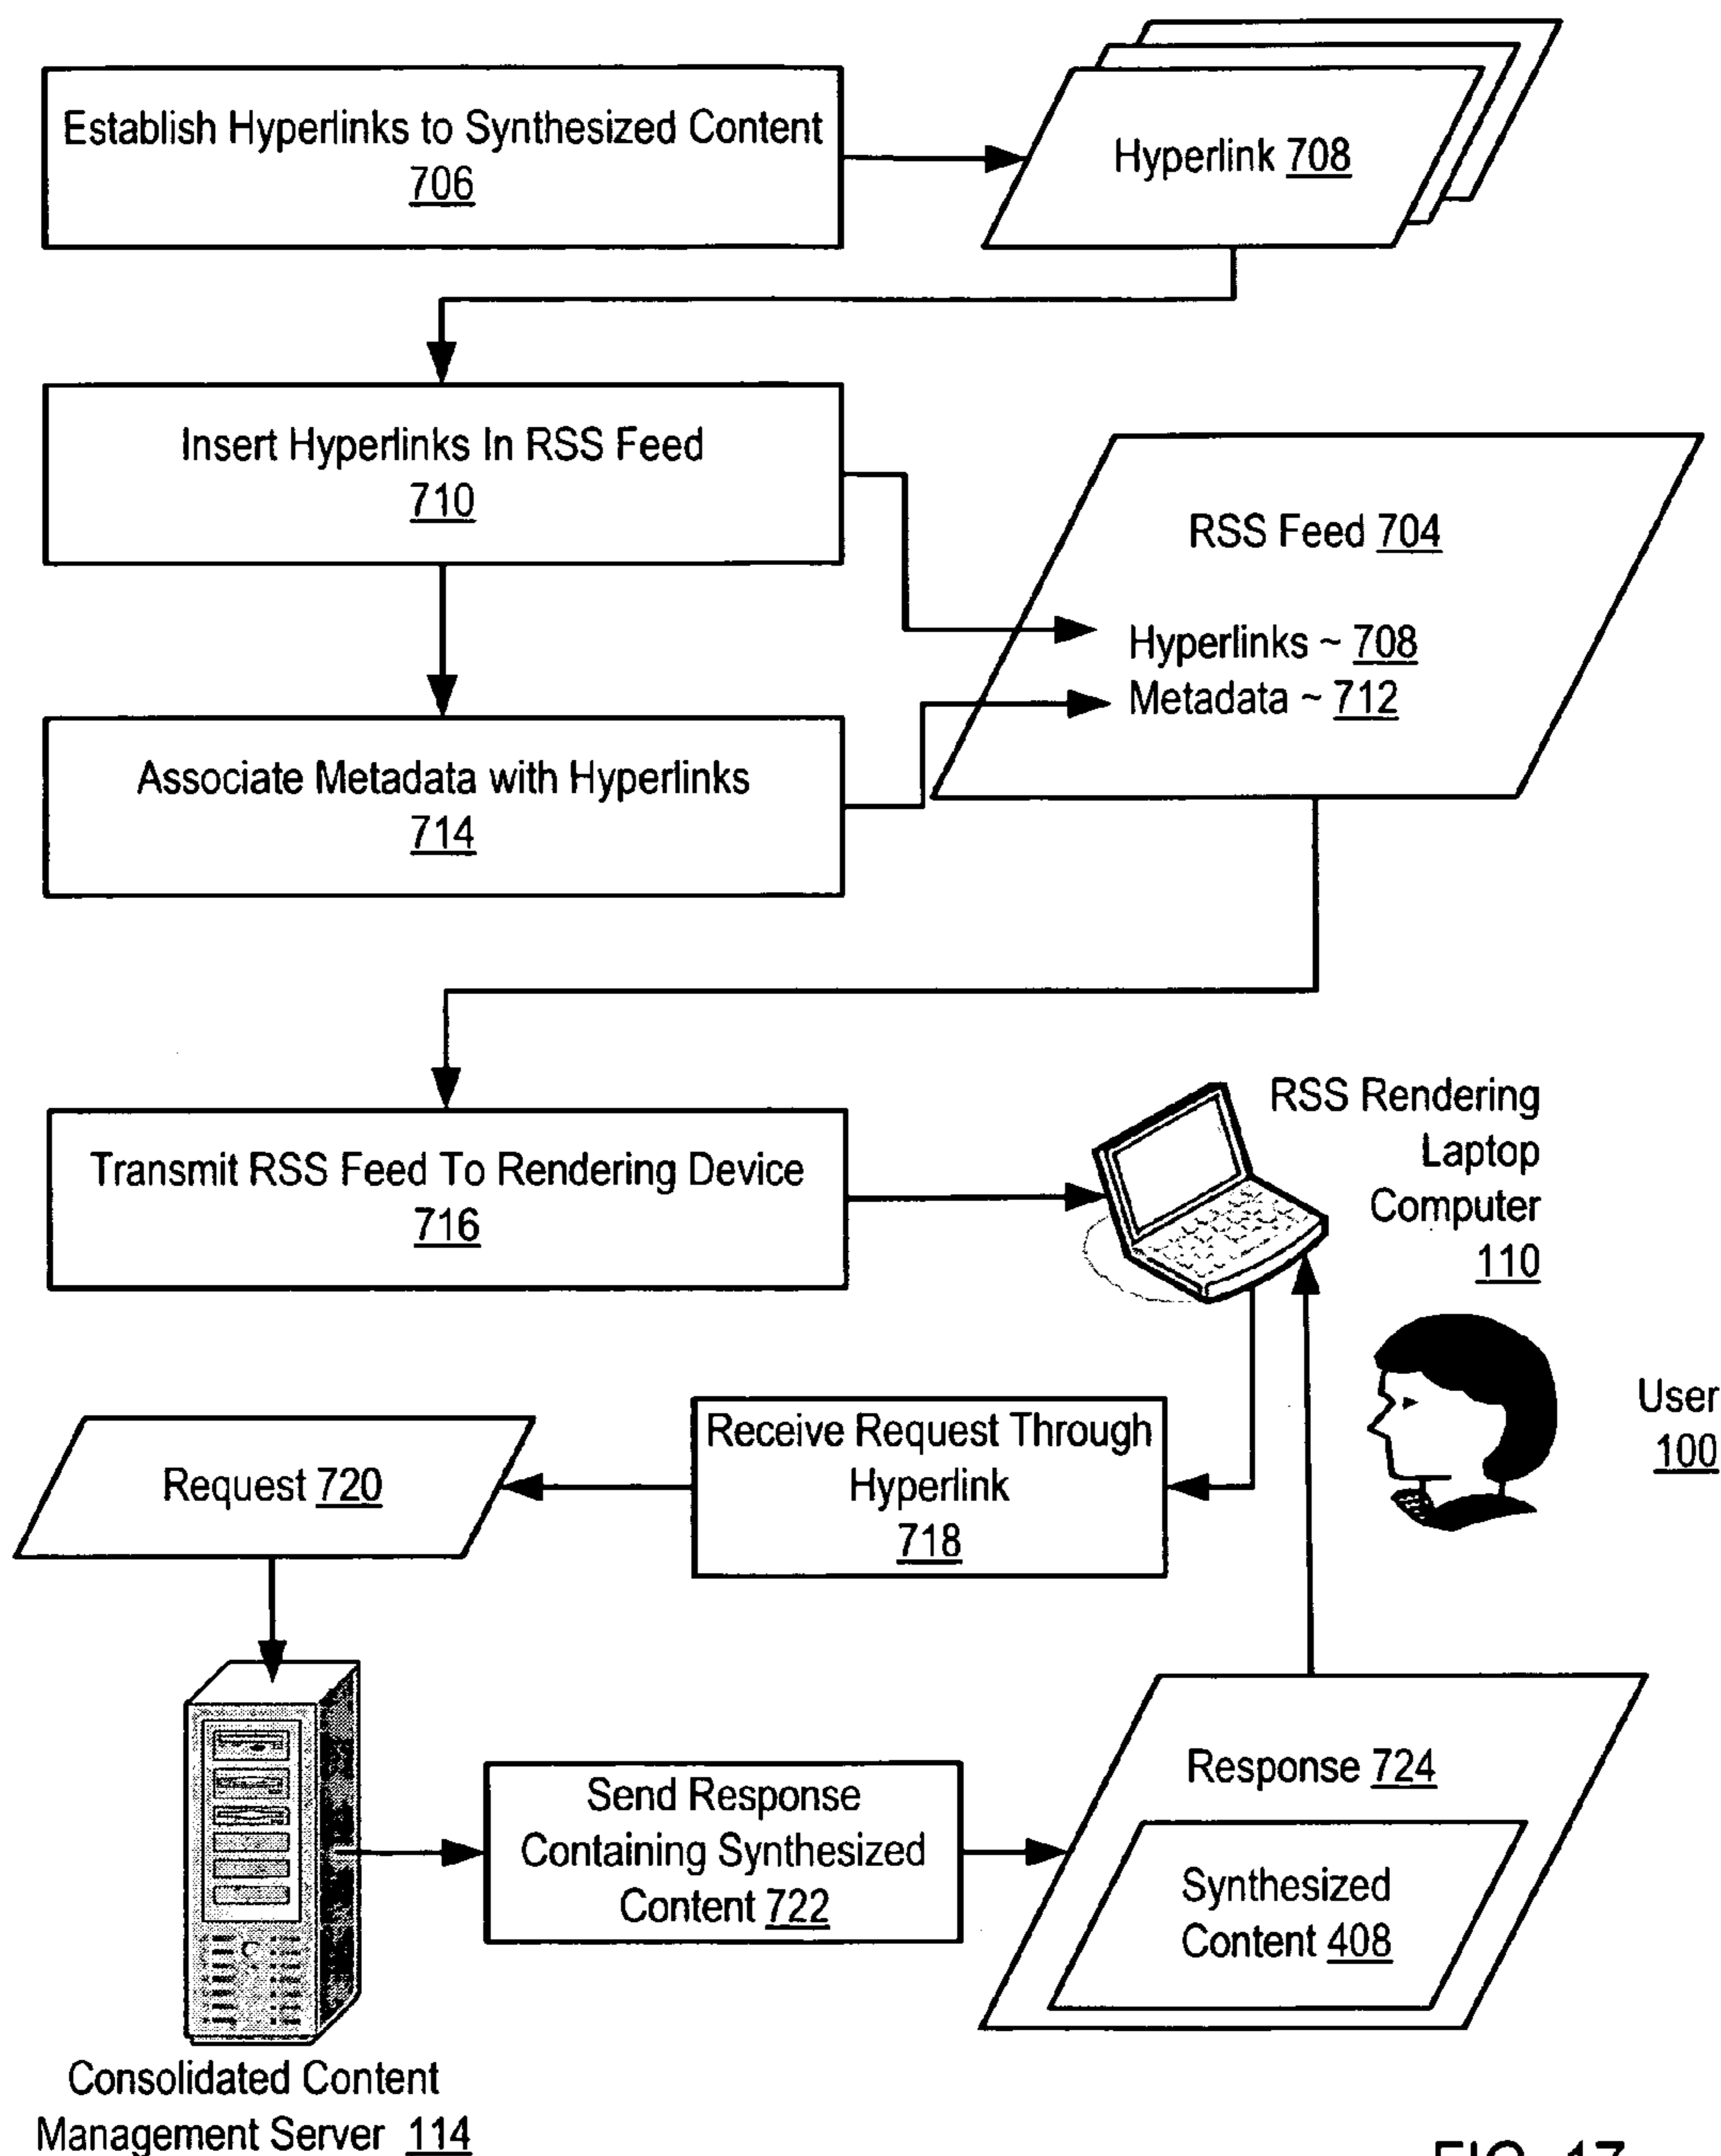 Establish Hyperlinks to Synthesized Content
706
Hyperlink 708
Insert Hyperlinks In RSS Feed
710
RSS Feed 704
Hyperlinks ~ 708
Metadata ~ 712
Associate Metadata with Hyperlinks
714
Transmit RSS Feed To Rendering Device
716
RSS Rendering
Laptop
Computer
110
User
100
Receive Request Through
Hyperlink
718
Request 720
Send Response
Containing Synthesized
Content 722
Response 724
Synthesized
Content 408
Consolidated Content
Management Server 114
FIG. 17